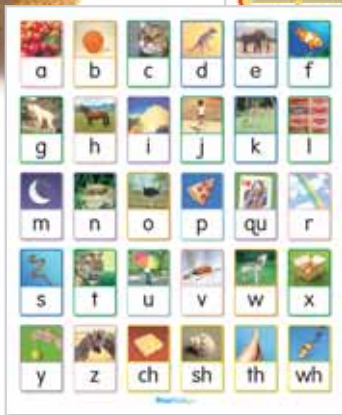 a b c d e f
g h i j k l
m n o p qu r
s t u v w x
y z ch sh th wh